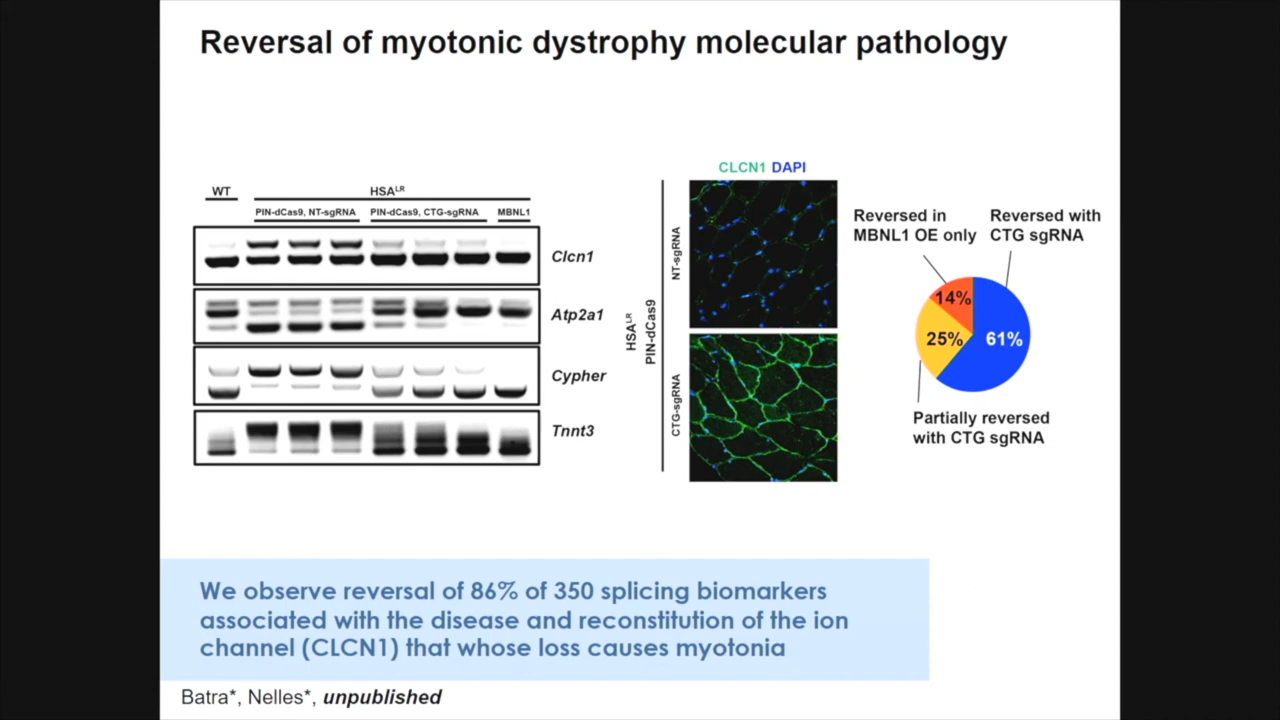 Reversal of myotonic dystrophy molecular pathology
WT
HSALR
PIN-dCas9, NT-sgRNA
PIN-dCas9, CTG-sgRNA
MBNL1
Clcn1
Atp2a1
Cypher
Tnnt3
HSALR
PIN-dCas9
CLCN1 DAPI
NT-sgRNA
CTG-sgRNA
Reversed in
MBNL1 OE only
Reversed with
CTG sgRNA
14%
25%
61%
Partially reversed
with CTG sgRNA
We observe reversal of 86% of 350 splicing biomarkers
associated with the disease and reconstitution of the ion
channel (CLCN1) that whose loss causes myotonia
Batra*, Nelles*, unpublished